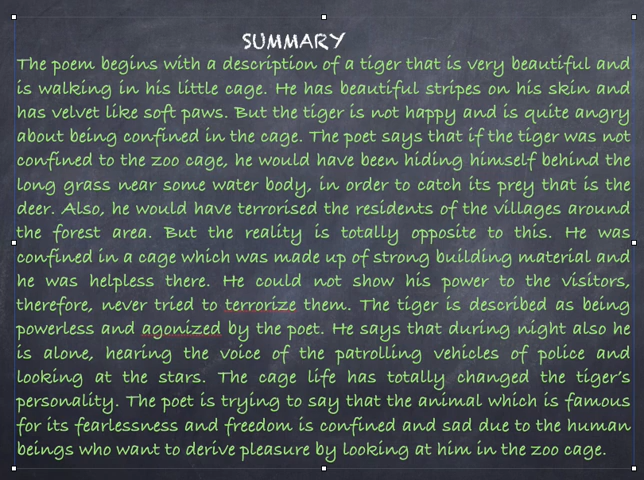 SUMMARY
The poem begins with a description of a tiger that is very beautiful and
is walking in his little cage. He has beautiful stripes on his skin and
has velvet like soft paws. But the tiger is not happy and is quite angry
about being confined in the cage. The poet says that if the tiger was not
confined to the zoo cage, he would have been hiding himself behind the
long grass near some water body, in order to catch its prey that is the
deer. Also, he would have terrorised the residents of the villages around
the forest area. But the reality is totally opposite to this. He was
confined in a cage which was made up of strong building material and
he was helpless there. He could not show his power to the visitors,
therefore, never tried to terrorize them. The tiger is described as being
powerless and agonized by the poet. He says that during night also he
is alone, hearing the voice of the patrolling vehicles of police and
looking at the stars. The cage life has totally changed the tiger's
personality. The poet is trying to say that the animal which is famous
for its fearlessness and freedom is confined and sad due to the human
beings who want to derive pleasure by looking at him in the zoo cage.